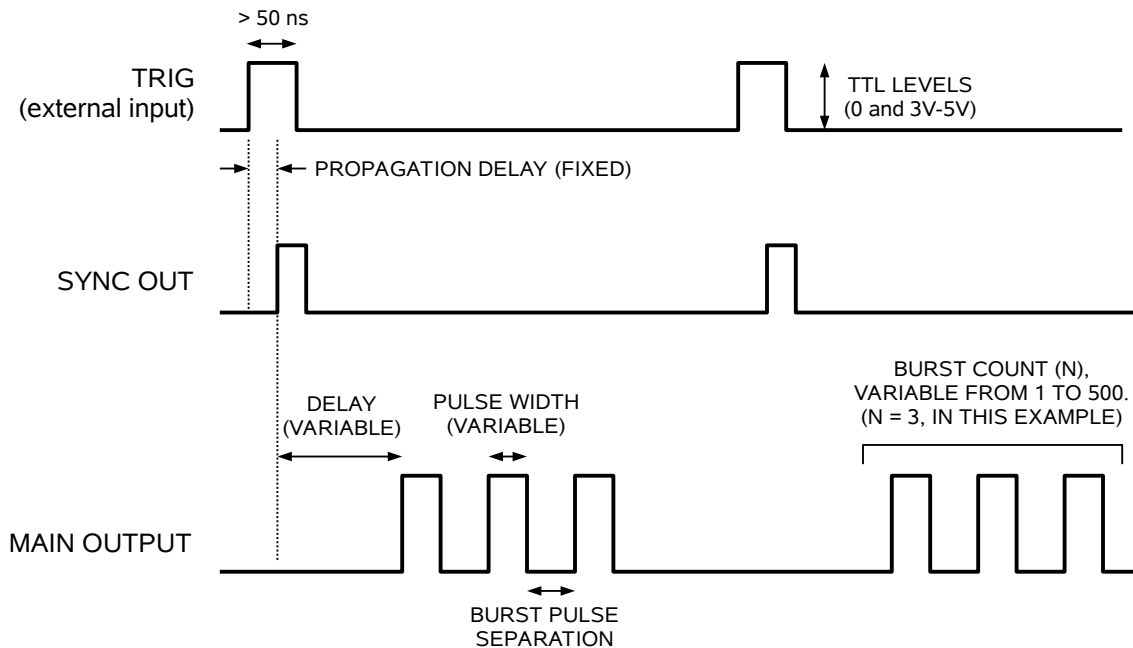 > 50 ns
TRIG
(external input)
TTL LEVELS
(0 and 3V-5V)
PROPAGATION DELAY (FIXED)
SYNC OUT
BURST COUNT (N),
VARIABLE FROM 1 TO 500.
(N = 3, IN THIS EXAMPLE)
DELAY
(VARIABLE)
PULSE WIDTH
(VARIABLE)
MAIN OUTPUT
BURST PULSE
SEPARATION